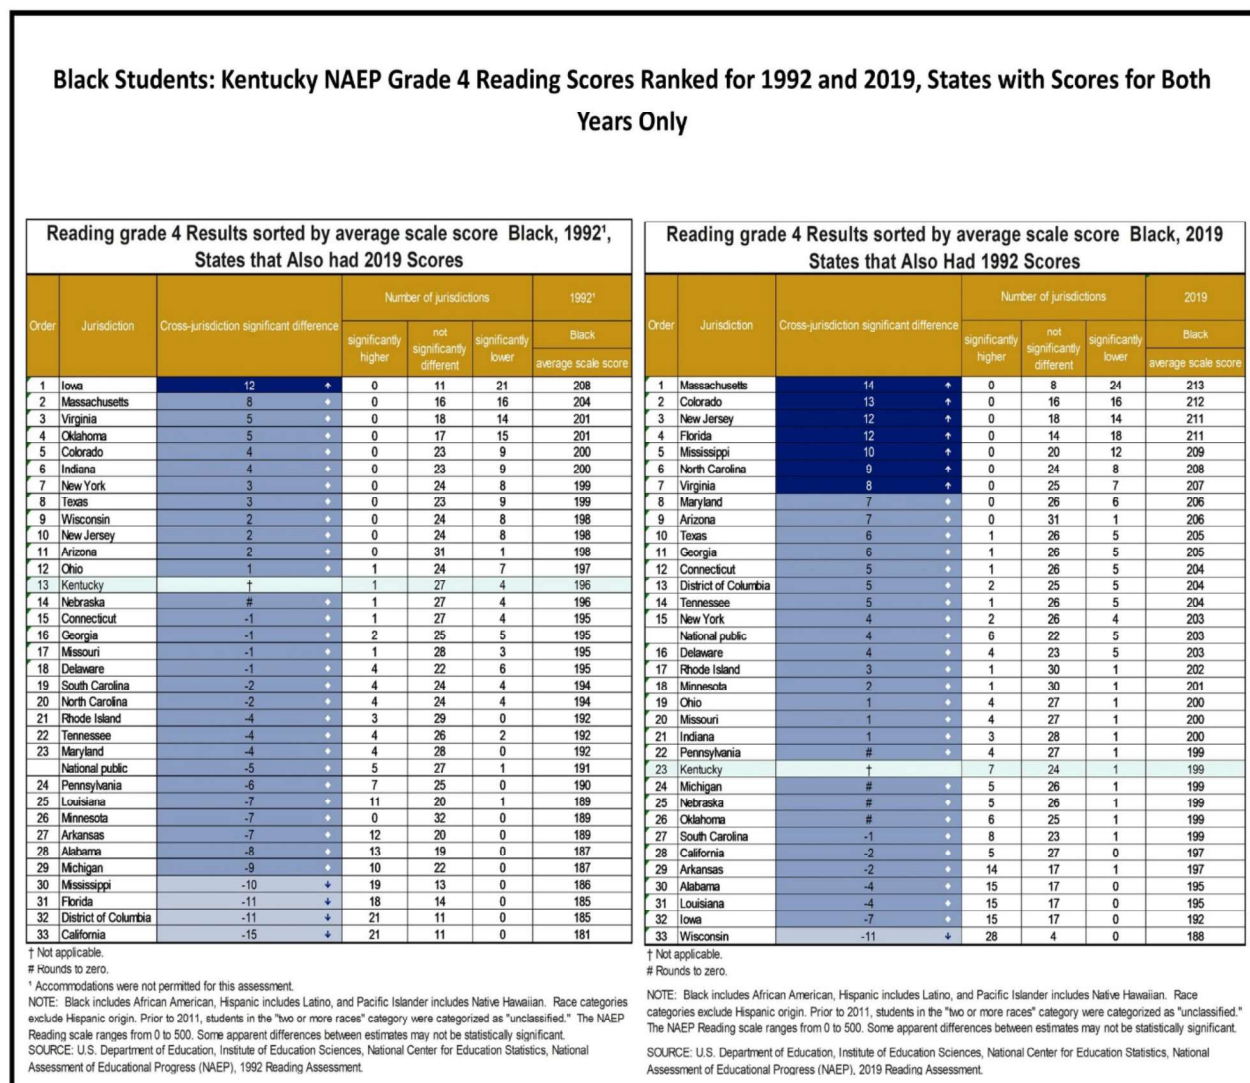 Black Students: Kentucky NAEP Grade 4 Reading Scores Ranked for 1992 and 2019, States with Scores for Both
Years Only
Reading grade 4 Results sorted by average scale score Black, 1992¹,
States that Also had 2019 Scores
Order Jurisdiction Cross-jurisdiction significant difference Number of jurisdictions 1992¹
significantly higher not significantly different significantly lower Black
average scale score
1 Iowa 12 ↑ 0 11 21 208
2 Massachusetts 8 ♦ 0 16 16 204
3 Virginia 5 ♦ 0 18 14 201
4 Oklahoma 5 ♦ 0 17 15 201
5 Colorado 4 ♦ 0 23 9 200
6 Indiana 4 ♦ 0 23 9 200
7 New York 3 ♦ 0 24 8 199
8 Texas 3 ♦ 0 23 9 199
9 Wisconsin 2 ♦ 0 24 8 198
10 New Jersey 2 ♦ 0 24 8 198
11 Arizona 2 ♦ 0 31 1 198
12 Ohio 1 ♦ 1 24 7 197
13 Kentucky † 1 27 4 196
14 Nebraska # ♦ 1 27 4 196
15 Connecticut -1 ♦ 1 27 4 195
16 Georgia -1 ♦ 2 25 5 195
17 Missouri -1 ♦ 1 28 3 195
18 Delaware -1 ♦ 4 22 6 195
19 South Carolina -2 ♦ 4 24 4 194
20 North Carolina -2 ♦ 4 24 4 194
21 Rhode Island -4 ♦ 3 29 0 192
22 Tennessee -4 ♦ 4 26 2 192
23 Maryland -4 ♦ 4 28 0 192
National public -5 ♦ 5 27 1 191
24 Pennsylvania -6 ♦ 7 25 0 190
25 Louisiana -7 ♦ 11 20 1 189
26 Minnesota -7 ♦ 0 32 0 189
27 Arkansas -7 ♦ 12 20 0 189
28 Alabama -8 ♦ 13 19 0 187
29 Michigan -9 ♦ 10 22 0 187
30 Mississippi -10 ↓ 19 13 0 186
31 Florida -11 ↓ 18 14 0 185
32 District of Columbia -11 ↓ 21 11 0 185
33 California -15 ↓ 21 11 0 181
† Not applicable.
# Rounds to zero.
¹ Accommodations were not permitted for this assessment.
NOTE: Black includes African American, Hispanic includes Latino, and Pacific Islander includes Native Hawaiian. Race categories
exclude Hispanic origin. Prior to 2011, students in the "two or more races" category were categorized as "unclassified." The NAEP
Reading scale ranges from 0 to 500. Some apparent differences between estimates may not be statistically significant.
SOURCE: U.S. Department of Education, Institute of Education Sciences, National Center for Education Statistics, National
Assessment of Educational Progress (NAEP), 1992 Reading Assessment.
Reading grade 4 Results sorted by average scale score Black, 2019
States that Also Had 1992 Scores
Order Jurisdiction Cross-jurisdiction significant difference Number of jurisdictions 2019
significantly higher not significantly different significantly lower Black
average scale score
1 Massachusetts 14 ↑ 0 8 24 213
2 Colorado 13 ↑ 0 16 16 212
3 New Jersey 12 ↑ 0 18 14 211
4 Florida 12 ↑ 0 14 18 211
5 Mississippi 10 ↑ 0 20 12 209
6 North Carolina 9 ↑ 0 24 8 208
7 Virginia 8 ↑ 0 25 7 207
8 Maryland 7 ♦ 0 26 6 206
9 Arizona 7 ♦ 0 31 1 206
10 Texas 6 ♦ 1 26 5 205
11 Georgia 6 ♦ 1 26 5 205
12 Connecticut 5 ♦ 1 26 5 204
13 District of Columbia 5 ♦ 2 25 5 204
14 Tennessee 5 ♦ 1 26 5 204
15 New York 4 ♦ 2 26 4 203
National public 4 ♦ 6 22 5 203
16 Delaware 4 ♦ 4 23 5 203
17 Rhode Island 3 ♦ 1 30 1 202
18 Minnesota 2 ♦ 1 30 1 201
19 Ohio 1 ♦ 4 27 1 200
20 Missouri 1 ♦ 4 27 1 200
21 Indiana 1 ♦ 3 28 1 200
22 Pennsylvania # ♦ 4 27 1 199
23 Kentucky † 7 24 1 199
24 Michigan # ♦ 5 26 1 199
25 Nebraska # ♦ 5 26 1 199
26 Oklahoma # ♦ 6 25 1 199
27 South Carolina -1 ♦ 8 23 1 199
28 California -2 ♦ 5 27 0 197
29 Arkansas -2 ♦ 14 17 1 197
30 Alabama -4 ♦ 15 17 0 195
31 Louisiana -4 ♦ 15 17 0 195
32 Iowa -7 ♦ 15 17 0 192
33 Wisconsin -11 ↓ 28 4 0 188
† Not applicable.
# Rounds to zero.
NOTE: Black includes African American, Hispanic includes Latino, and Pacific Islander includes Native Hawaiian. Race
categories exclude Hispanic origin. Prior to 2011, students in the "two or more races" category were categorized as "unclassified."
The NAEP Reading scale ranges from 0 to 500. Some apparent differences between estimates may not be statistically significant.
SOURCE: U.S. Department of Education, Institute of Education Sciences, National Center for Education Statistics, National
Assessment of Educational Progress (NAEP), 2019 Reading Assessment.